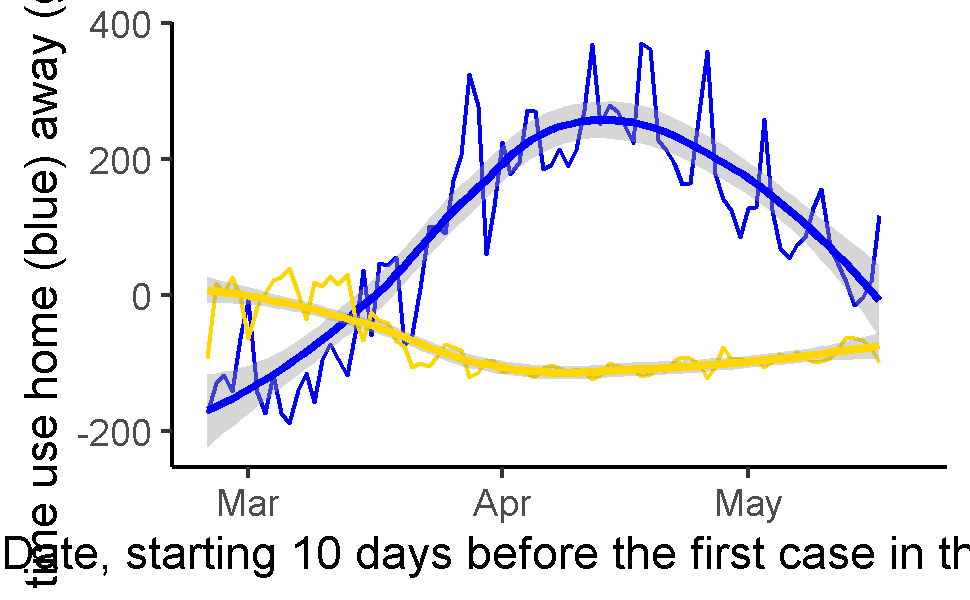 time use home (blue) away (
400
200
0
-200
Mar Apr May
Date, starting 10 days before the first case in th